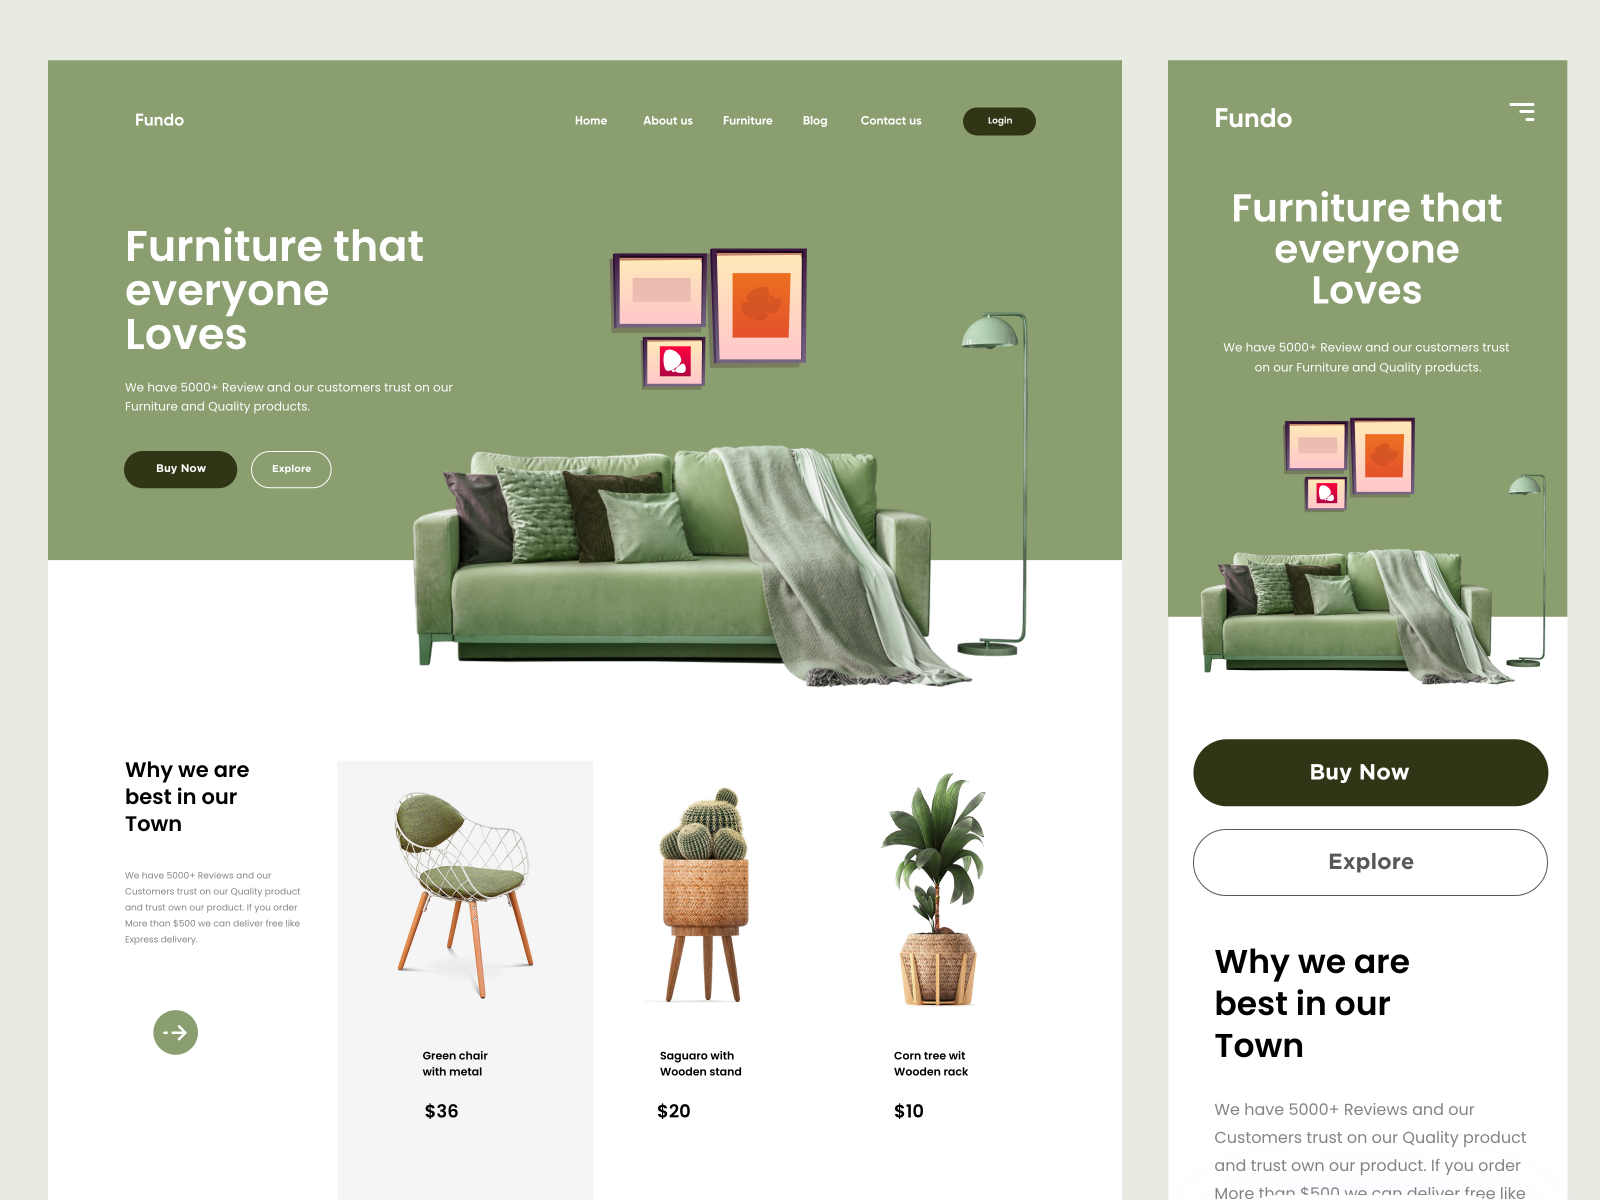 Fundo
Home About us Furniture Blog Contact us Login
Furniture that
everyone
Loves
We have 5000+ Review and our customers trust on our
Furniture and Quality products.
Buy Now Explore
Why we are
best in our
Town
We have 5000+ Reviews and our
Customers trust on our Quality product
and trust own our product. If you order
More than $500 we can deliver free like
Express delivery.
Green chair
with metal
$36
Saguaro with
Wooden stand
$20
Corn tree wit
Wooden rack
$10
Fundo
Furniture that
everyone
Loves
We have 5000+ Review and our customers trust
on our Furniture and Quality products.
Buy Now
Explore
Why we are
best in our
Town
We have 5000+ Reviews and our
Customers trust on our Quality product
and trust own our product. If you order
More than $500 we can deliver free like